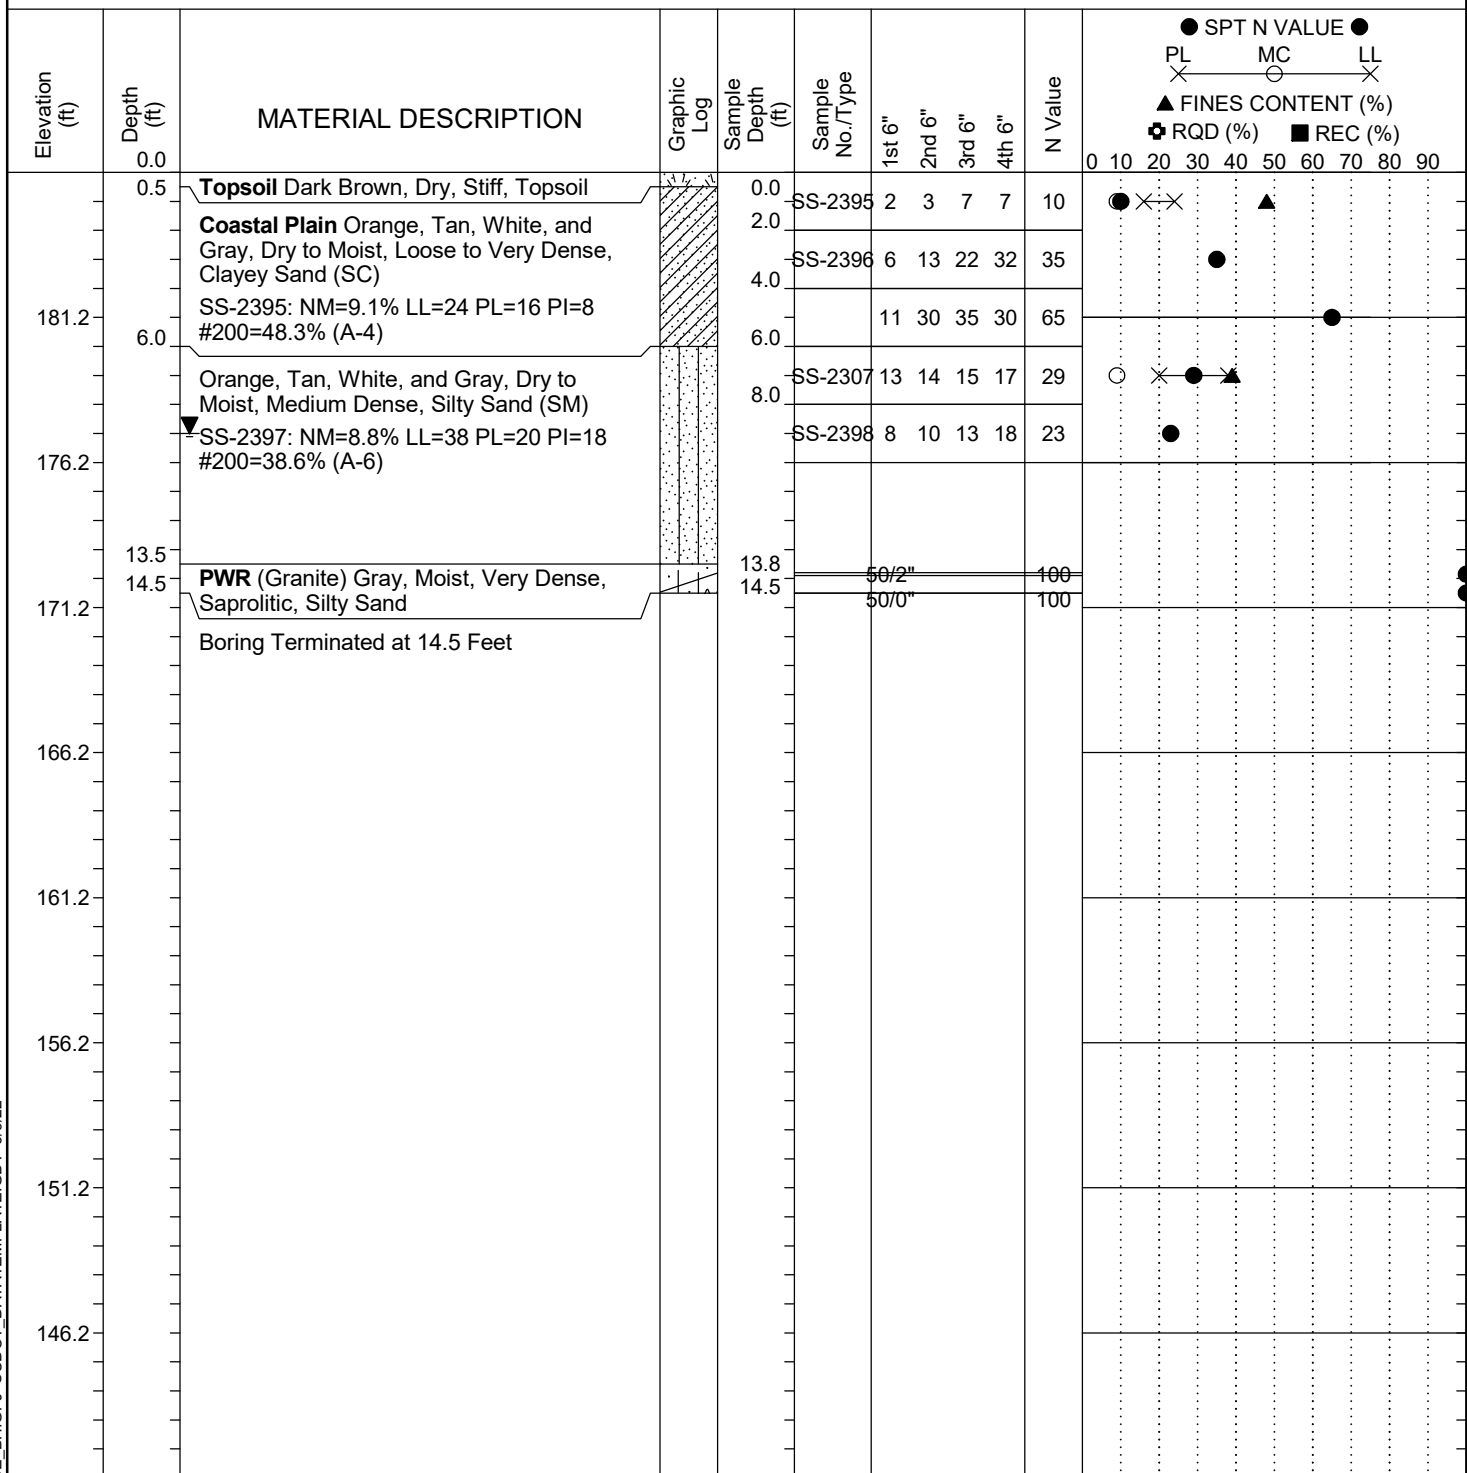 SPT N VALUE
PL MC LL
FINES CONTENT (%)
RQD (%) REC (%)
Elevation (ft)
Depth (ft)
MATERIAL DESCRIPTION
Graphic Log
Sample Depth (ft)
Sample No./Type
1st 6"
2nd 6"
3rd 6"
4th 6"
N Value
0.0
0 10 20 30 40 50 60 70 80 90
0.5 Topsoil Dark Brown, Dry, Stiff, Topsoil
0.0 SS-2395 2 3 7 7 10
2.0
Coastal Plain Orange, Tan, White, and
Gray, Dry to Moist, Loose to Very Dense,
Clayey Sand (SC)
SS-2396 6 13 22 32 35
4.0
SS-2395: NM=9.1% LL=24 PL=16 PI=8
#200=48.3% (A-4)
181.2
11 30 35 30 65
6.0
6.0
Orange, Tan, White, and Gray, Dry to
Moist, Medium Dense, Silty Sand (SM)
SS-2307 13 14 15 17 29
8.0
SS-2397: NM=8.8% LL=38 PL=20 PI=18
#200=38.6% (A-6)
SS-2398 8 10 13 18 23
176.2
13.5
PWR (Granite) Gray, Moist, Very Dense,
Saprolitic, Silty Sand
14.5
13.8 50/2" 100
14.5 50/0" 100
171.2
Boring Terminated at 14.5 Feet
166.2
161.2
156.2
151.2
146.2